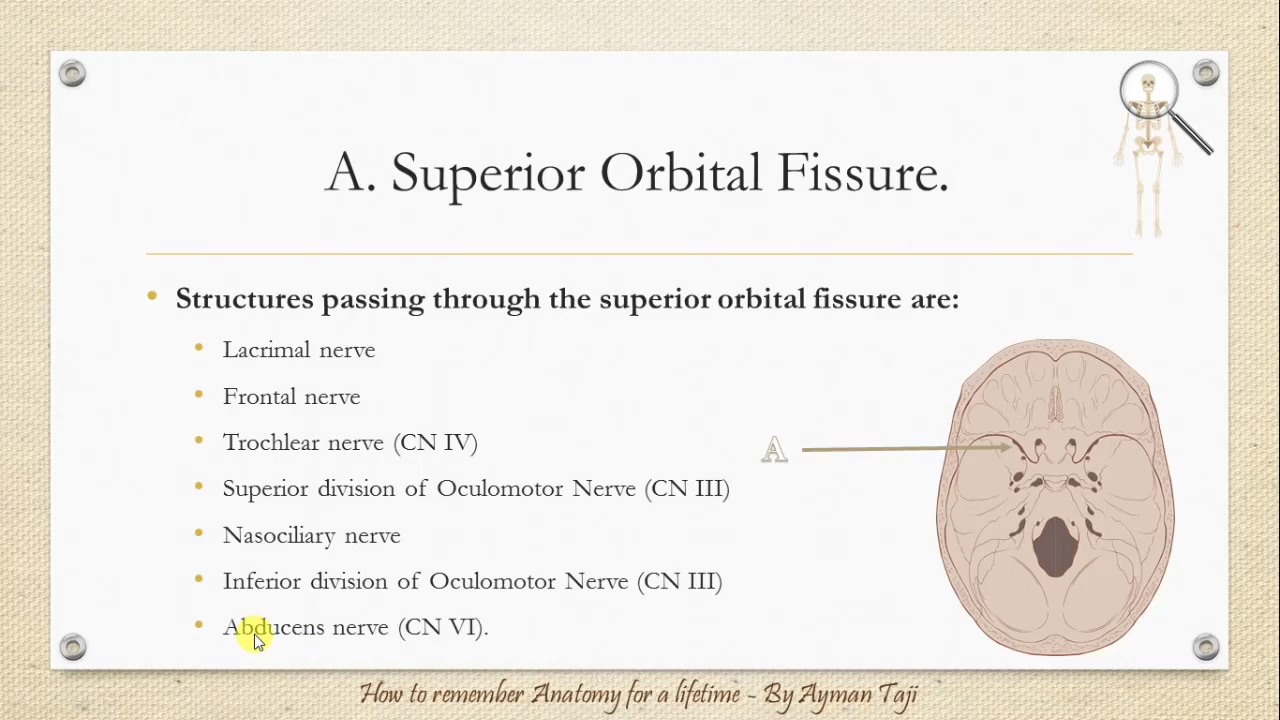 A. Superior Orbital Fissure.
Structures passing through the superior orbital fissure are:
Lacrimal nerve
Frontal nerve
Trochlear nerve (CN IV)
A
Superior division of Oculomotor Nerve (CN III)
Nasociliary nerve
Inferior division of Oculomotor Nerve (CN III)
Abducens nerve (CN VI).
How to remember Anatomy for a lifetime - By Ayman Taji